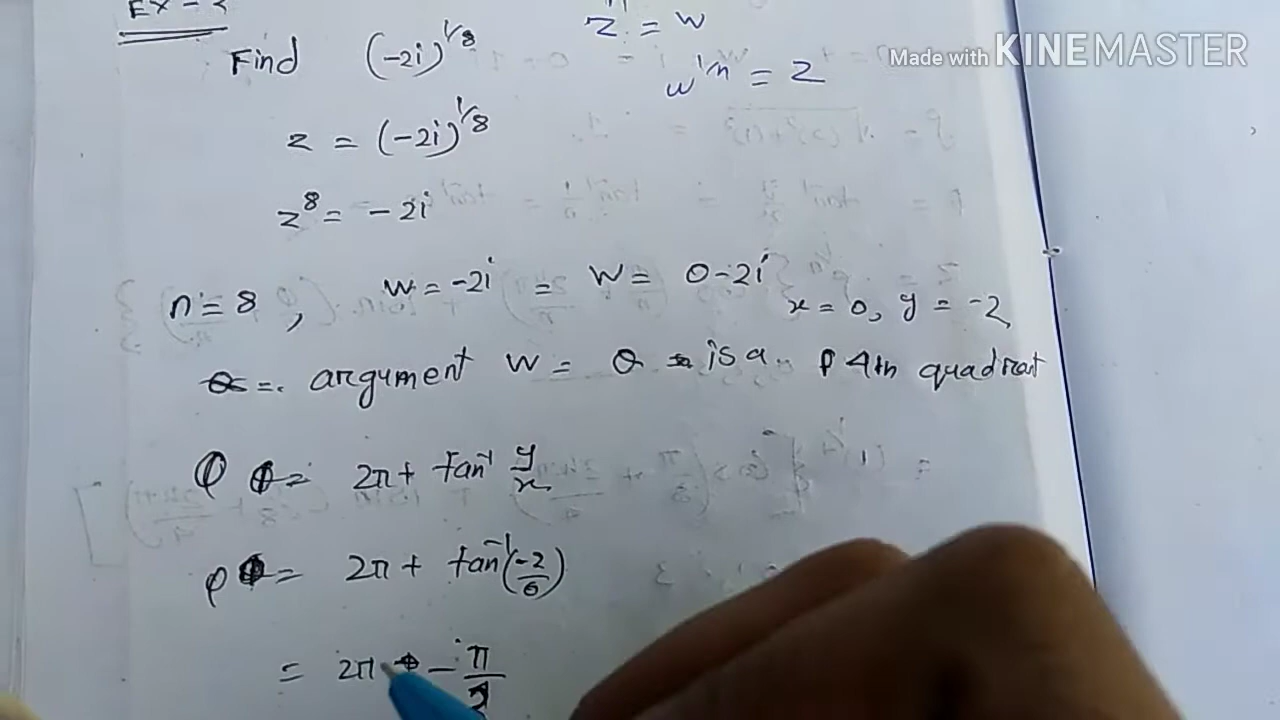 Ex -
Find (-2i)^1/8
z^n = w
w^1/n = z
Made with KINEMASTER
z = (-2i)^1/8
z^8 = -2i
n = 8, w = -2i = w = 0-2i
x = 0, y = -2
argument w = θ is a 4th quadrant
φ = 2π + tan^-1 y/x
φ = 2π + tan^-1(-2/0)
= 2π - π/2